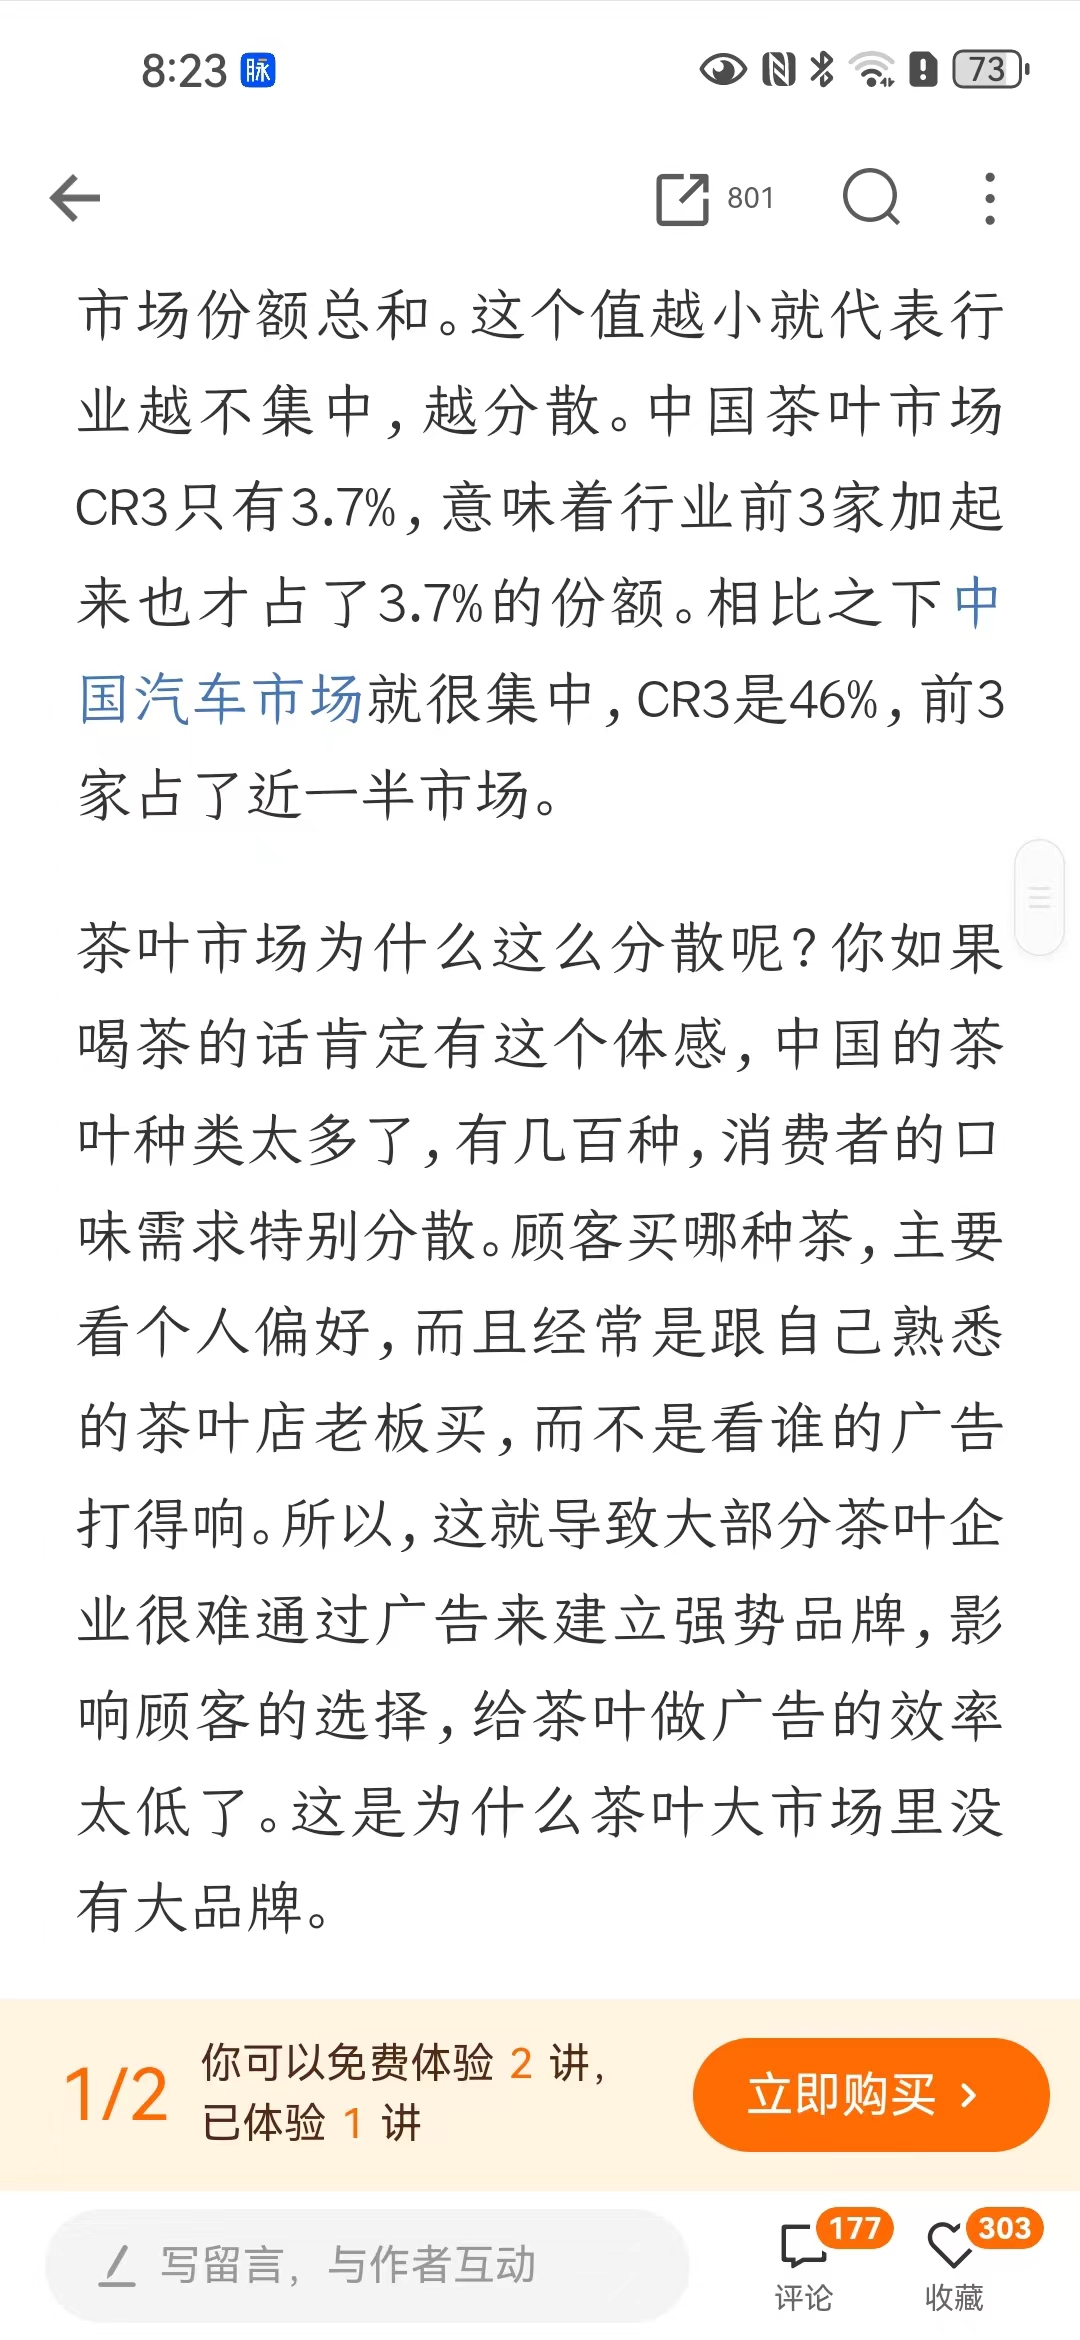 8:23 脉 73
801
市场份额总和。这个值越小就代表行
业越不集中，越分散。中国茶叶市场
CR3只有3.7%，意味着行业前3家加起
来也才占了3.7%的份额。相比之下中
国汽车市场就很集中，CR3是46%，前3
家占了近一半市场。
茶叶市场为什么这么分散呢？你如果
喝茶的话肯定有这个体感，中国的茶
叶种类太多了，有几百种，消费者的口
味需求特别分散。顾客买哪种茶，主要
看个人偏好，而且经常是跟自己熟悉
的茶叶店老板买，而不是看谁的广告
打得响。所以，这就导致大部分茶叶企
业很难通过广告来建立强势品牌，影
响顾客的选择，给茶叶做广告的效率
太低了。这是为什么茶叶大市场里没
有大品牌。
1/2
你可以免费体验 2 讲，
已体验 1 讲
立即购买 ›
写留言，与作者互动
177
评论
303
收藏